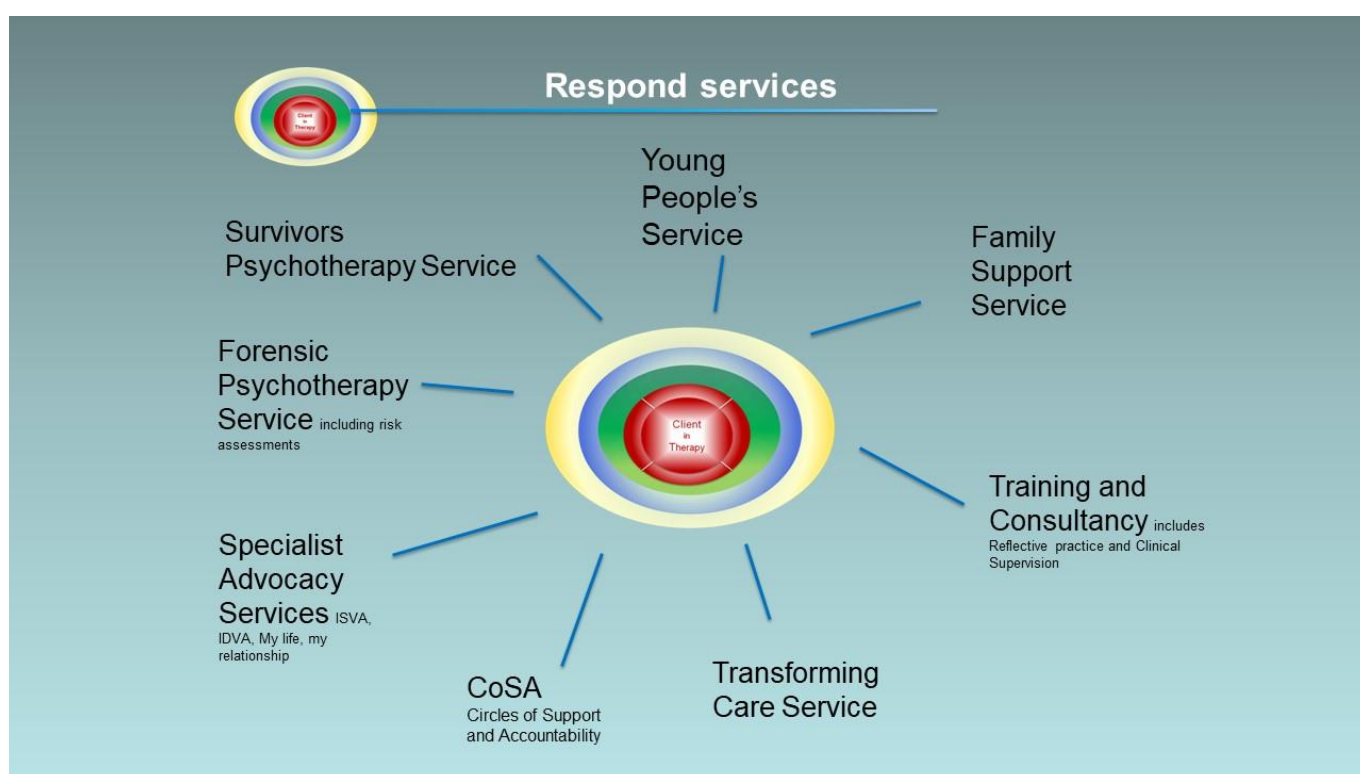 Respond services
Client
in
Therapy
Young
People’s
Service
Survivors
Psychotherapy Service
Family
Support
Service
Forensic
Psychotherapy
Service including risk
assessments
Client
in
Therapy
Training and
Consultancy includes
Reflective practice and Clinical
Supervision
Specialist
Advocacy
Services ISVA,
IDVA, My life, my
relationship
CoSA
Circles of Support
and Accountability
Transforming
Care Service